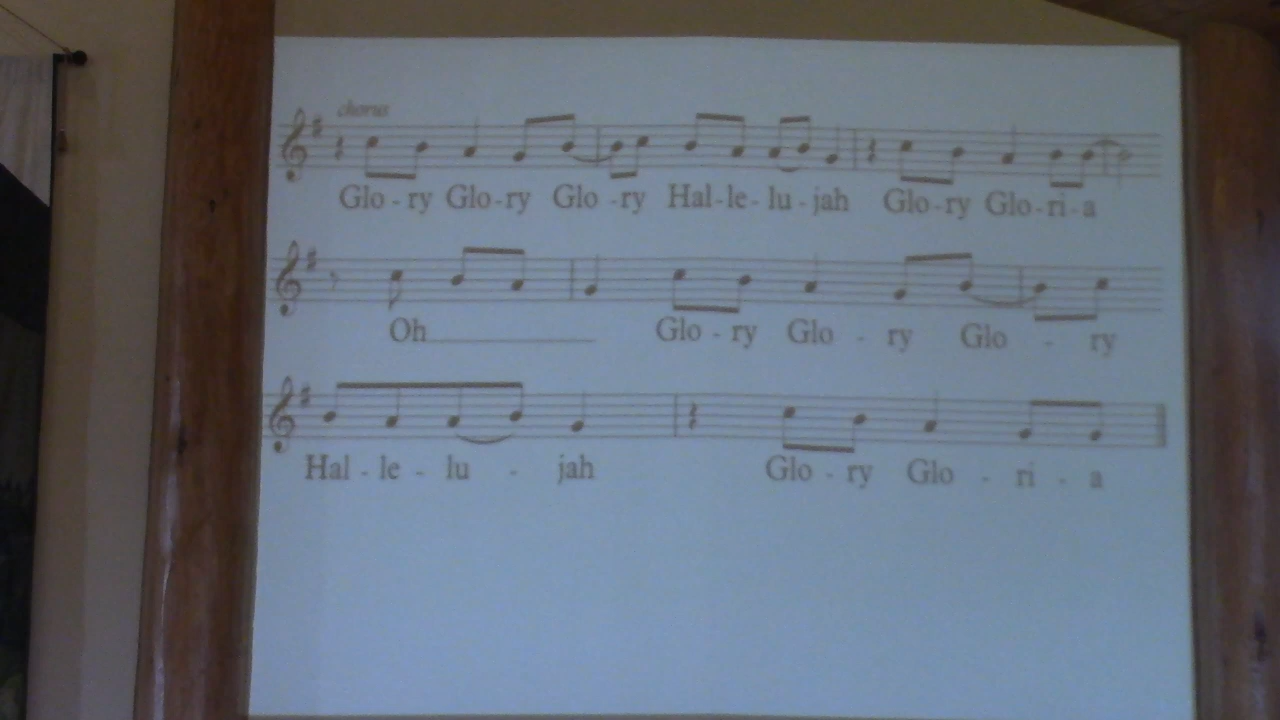 chorus
Glo - ry Glo - ry Glo - ry Hal - le - lu - jah Glo - ry Glo - ri - a
Oh Glo - ry Glo - ry Glo - ry
Hal - le - lu - jah Glo - ry Glo - ri - a